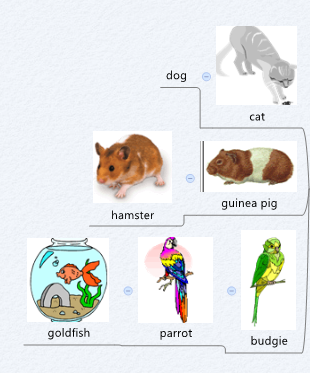 dog
cat
hamster
guinea pig
goldfish
parrot
budgie